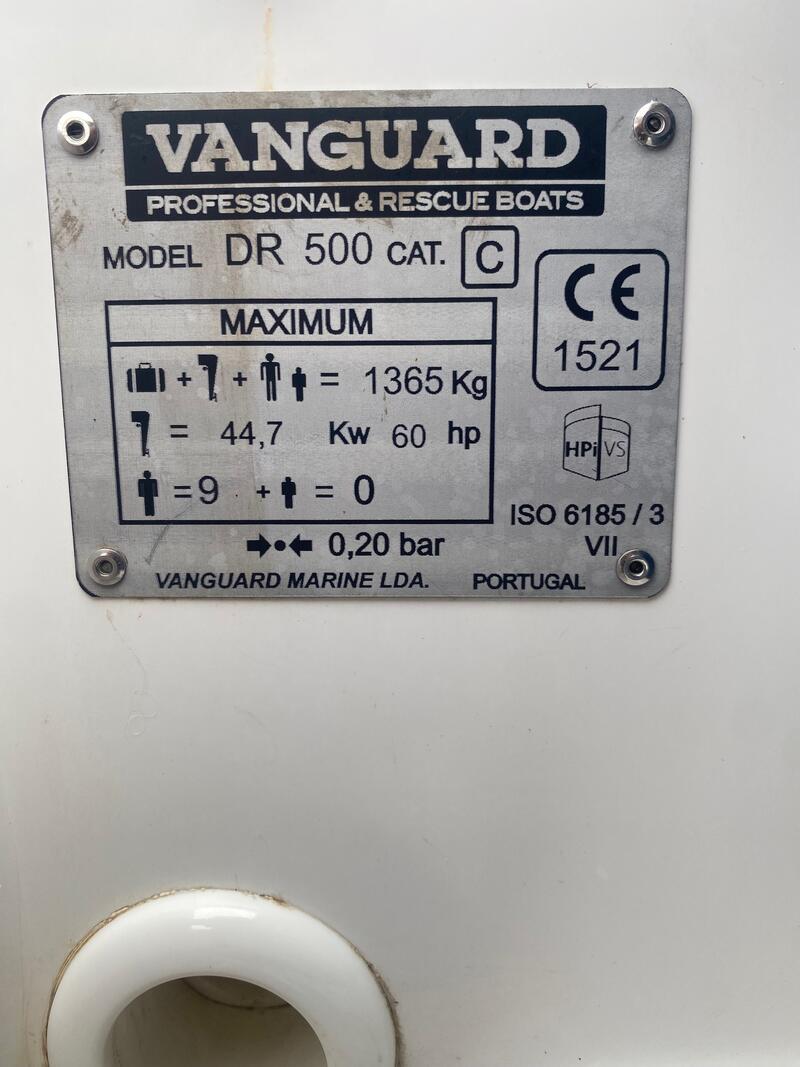 VANGUARD
PROFESSIONAL & RESCUE BOATS
MODEL DR 500 CAT. C
CE
1521
MAXIMUM
+ + = 1365 Kg
= 44,7 Kw 60 hp
= 9 + = 0
HPi VS
ISO 6185 / 3
VII
0,20 bar
VANGUARD MARINE LDA. PORTUGAL